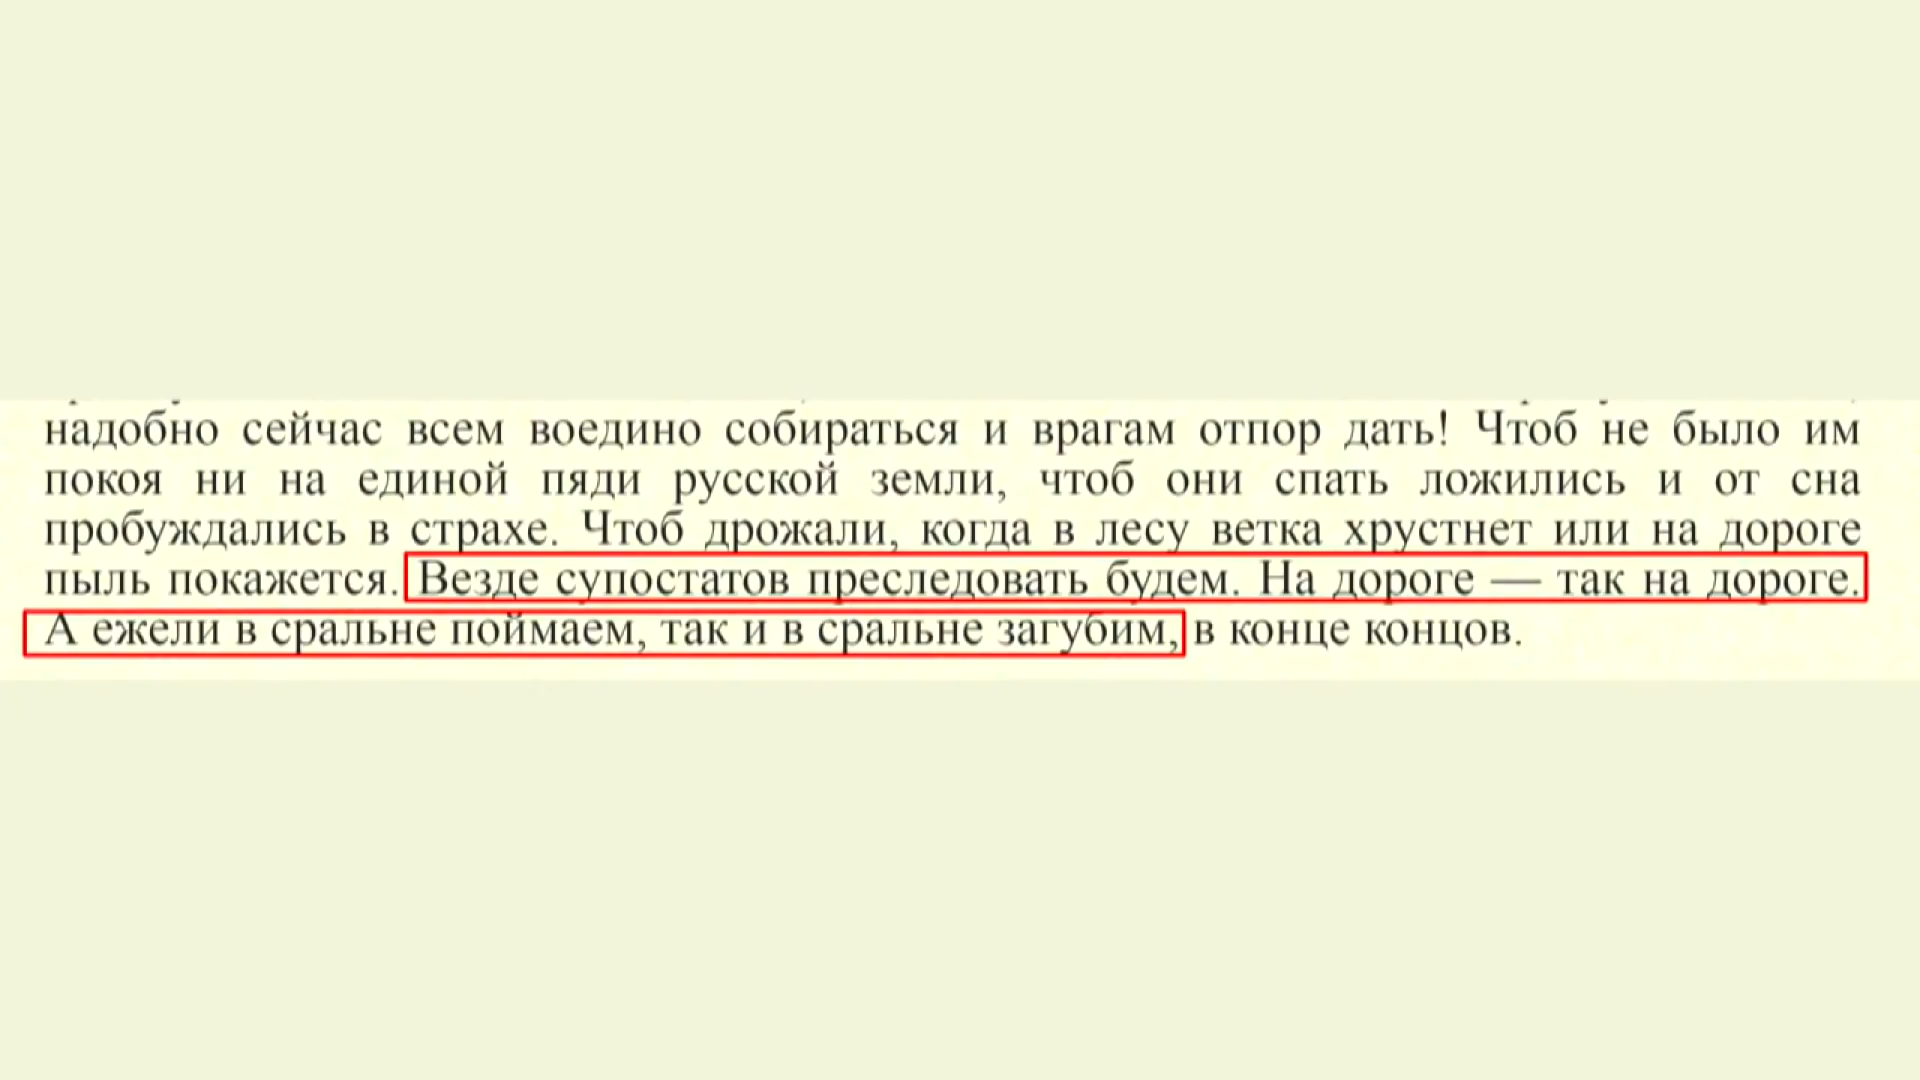 надобно сейчас всем воедино собираться и врагам отпор дать! Чтоб не было им
покоя ни на единой пяди русской земли, чтоб они спать ложились и от сна
пробуждались в страхе. Чтоб дрожали, когда в лесу ветка хрустнет или на дороге
пыль покажется. Везде супостатов преследовать будем. На дороге — так на дороге.
А ежели в сральне поймаем, так и в сральне загубим, в конце концов.